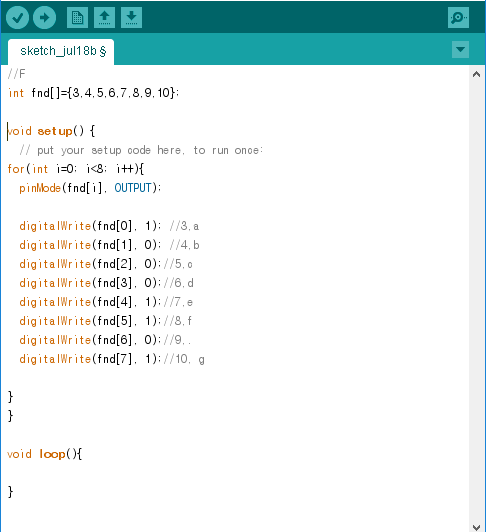 sketch_jul18b §
//F
int fnd[]={3,4,5,6,7,8,9,10};
void setup() {
// put your setup code here, to run once:
for(int i=0; i<8; i++){
pinMode(fnd[i], OUTPUT);
digitalWrite(fnd[0], 1); //3,a
digitalWrite(fnd[1], 0); //4,b
digitalWrite(fnd[2], 0);//5,c
digitalWrite(fnd[3], 0);//6,d
digitalWrite(fnd[4], 1);//7,e
digitalWrite(fnd[5], 1);//8,f
digitalWrite(fnd[6], 0);//9,.
digitalWrite(fnd[7], 1);//10, g
}
}
void loop(){
}